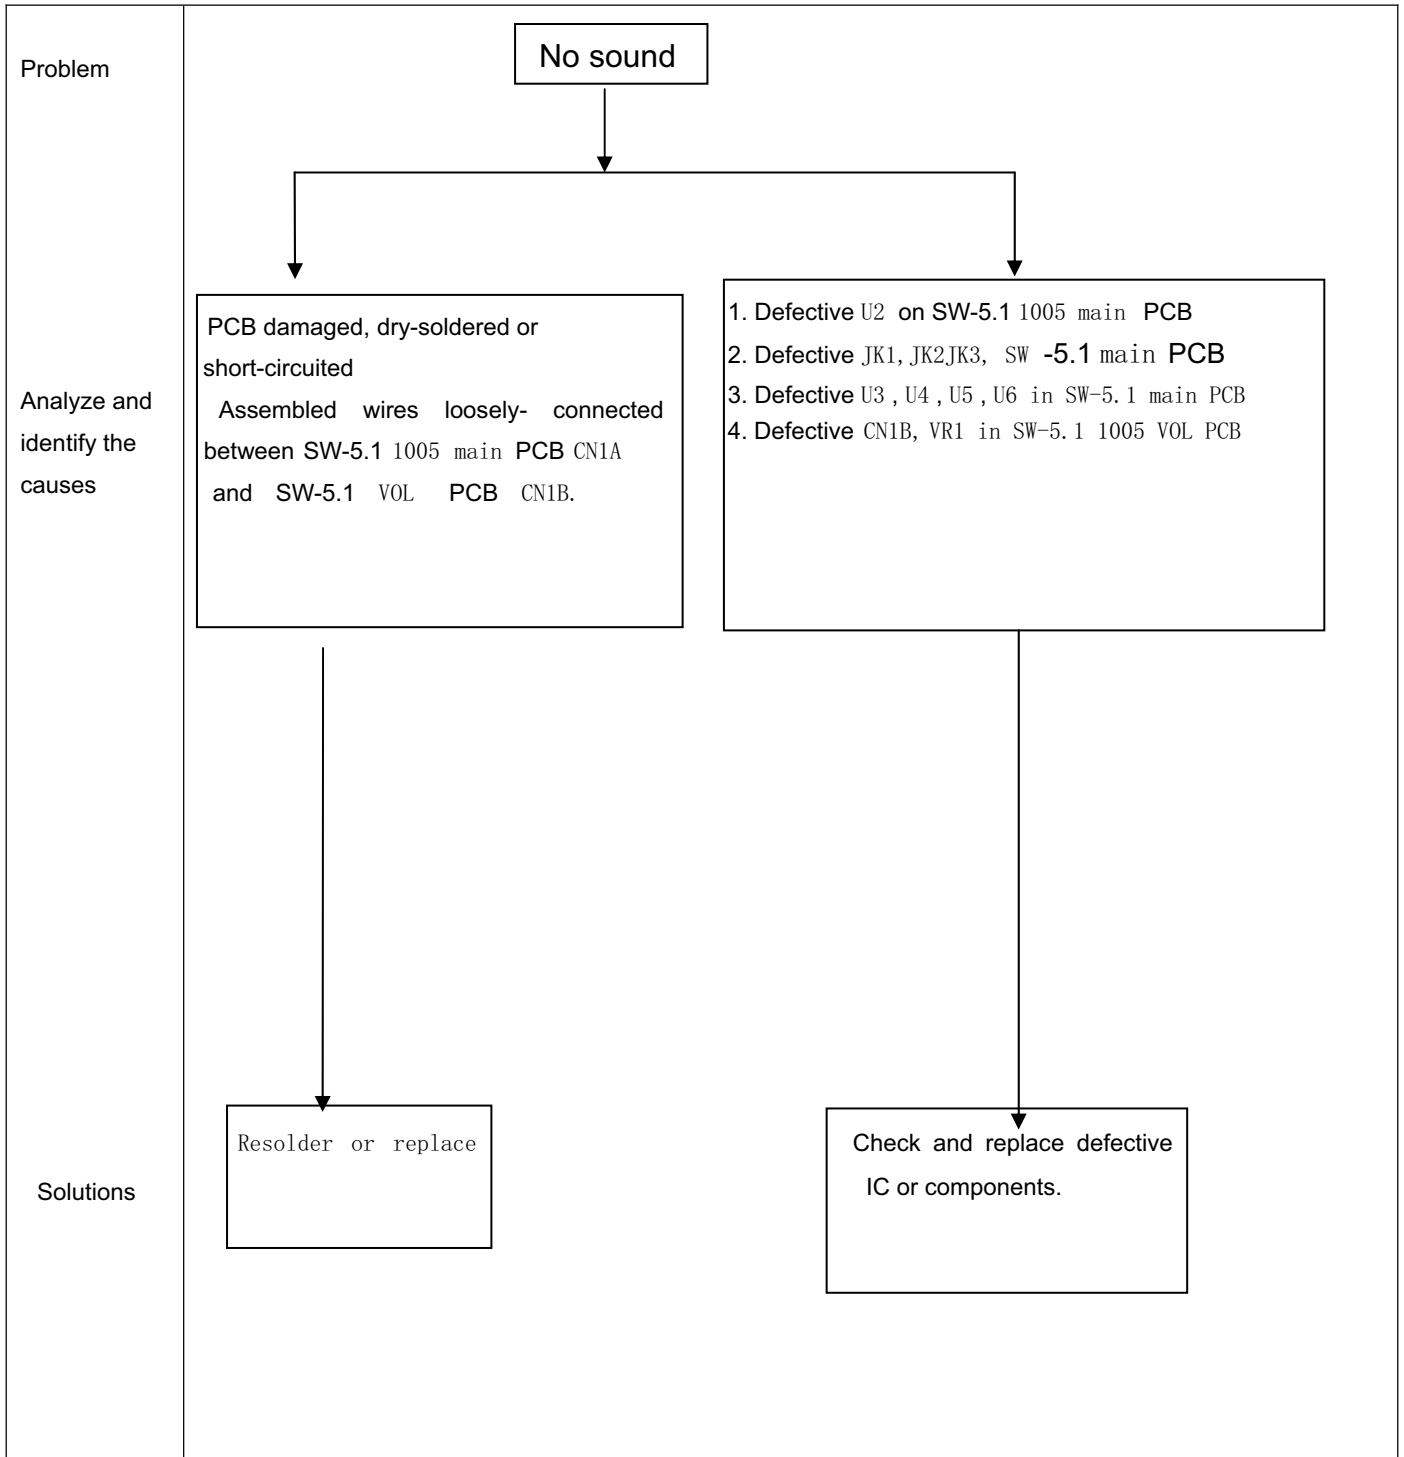 Problem
No sound
Analyze and
identify the
causes
PCB damaged, dry-soldered or
short-circuited
Assembled wires loosely- connected
between SW-5.1 1005 main PCB CN1A
and SW-5.1 VOL PCB CN1B.
1. Defective U2 on SW-5.1 1005 main PCB
2. Defective JK1, JK2JK3, SW -5.1 main PCB
3. Defective U3 , U4 , U5 , U6 in SW-5.1 main PCB
4. Defective CN1B, VR1 in SW-5.1 1005 VOL PCB
Solutions
Resolder or replace
Check and replace defective
IC or components.